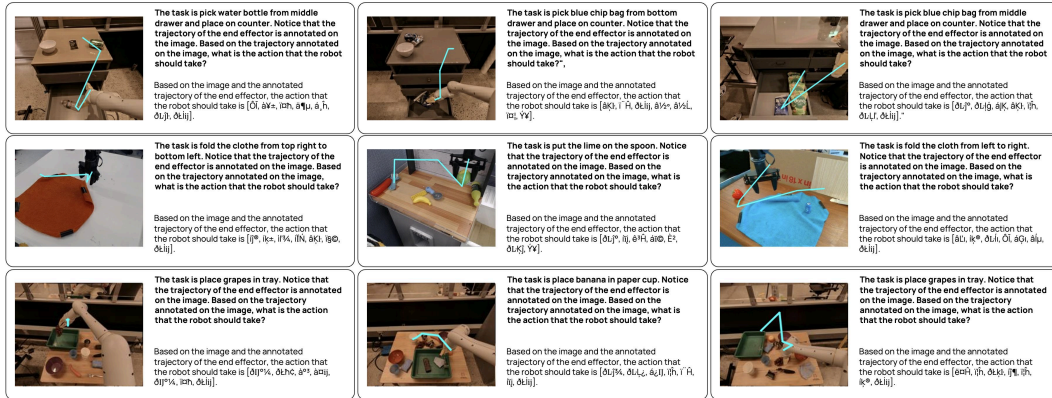 The task is pick water bottle from middle
drawer and place on counter. Notice that the
trajectory of the end effector is annotated on
the image. Based on the trajectory annotated
on the image, what is the action that the robot
should take?
Based on the image and the annotated
trajectory of the end effector, the action that
the robot should take is
The task is pick blue chip bag from bottom
drawer and place on counter. Notice that the
trajectory of the end effector is annotated on
the image. Based on the trajectory annotated
on the image, what is the action that the robot
should take?",
Based on the image and the annotated
trajectory of the end effector, the action that
the robot should take is
The task is pick blue chip bag from middle
drawer and place on counter. Notice that the
trajectory of the end effector is annotated on
the image. Based on the trajectory annotated
on the image, what is the action that the robot
should take?
Based on the image and the annotated
trajectory of the end effector, the action that
the robot should take is
The task is fold the clothe from top right to
bottom left. Notice that the trajectory of the
end effector is annotated on the image. Based
on the trajectory annotated on the image,
what is the action that the robot should take?
Based on the image and the annotated
trajectory of the end effector, the action that
the robot should take is
The task is put the lime on the spoon. Notice
that the trajectory of the end effector is
annotated on the image. Based on the
trajectory annotated on the image, what is the
action that the robot should take?
Based on the image and the annotated
trajectory of the end effector, the action that
the robot should take is
The task is fold the cloth from left to right.
Notice that the trajectory of the end effector
is annotated on the image. Based on the
trajectory annotated on the image, what is
the action that the robot should take?
Based on the image and the annotated
trajectory of the end effector, the action that
the robot should take is
The task is place grapes in tray. Notice that
the trajectory of the end effector is annotated
on the image. Based on the trajectory
annotated on the image, what is the action
that the robot should take?
Based on the image and the annotated
trajectory of the end effector, the action that
the robot should take is
The task is place banana in paper cup. Notice
that the trajectory of the end effector is
annotated on the image. Based on the
trajectory annotated on the image, what is the
action that the robot should take?
Based on the image and the annotated
trajectory of the end effector, the action that
the robot should take is
The task is place grapes in tray. Notice that
the trajectory of the end effector is annotated
on the image. Based on the trajectory
annotated on the image, what is the action
that the robot should take?
Based on the image and the annotated
trajectory of the end effector, the action that
the robot should take is